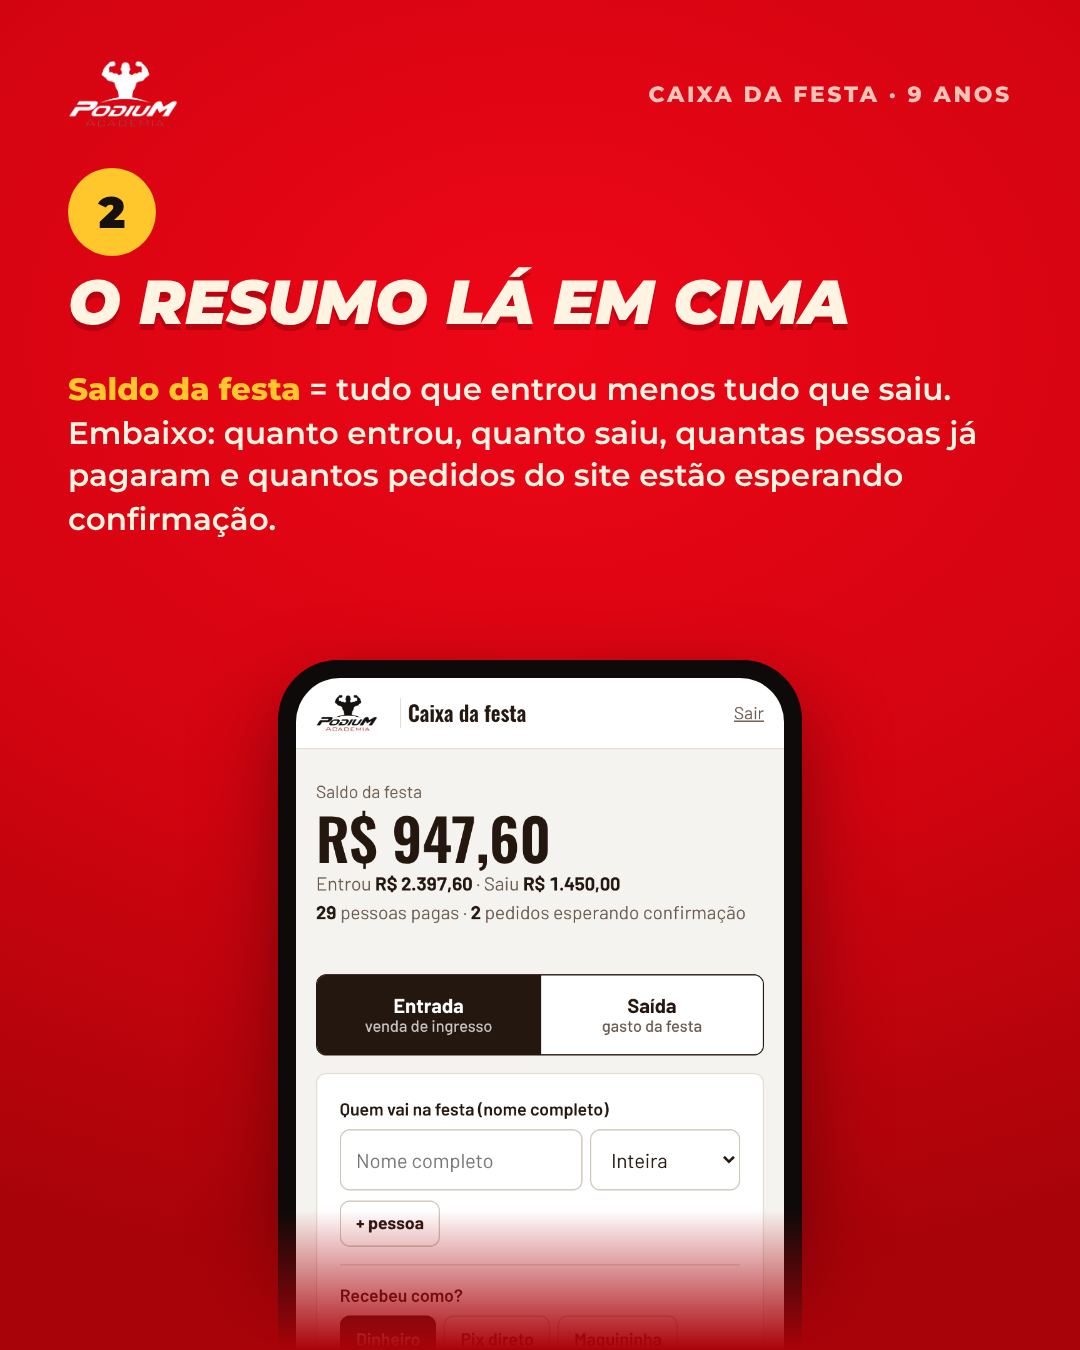 PODIUM
ACADEMIA
CAIXA DA FESTA · 9 ANOS
2
O RESUMO LÁ EM CIMA
Saldo da festa = tudo que entrou menos tudo que saiu.
Embaixo: quanto entrou, quanto saiu, quantas pessoas já
pagaram e quantos pedidos do site estão esperando
confirmação.
PODIUM
ACADEMIA
Caixa da festa
Sair
Saldo da festa
R$ 947,60
Entrou R$ 2.397,60 · Saiu R$ 1.450,00
29 pessoas pagas · 2 pedidos esperando confirmação
Entrada
venda de ingresso
Saída
gasto da festa
Quem vai na festa (nome completo)
Nome completo
Inteira
+ pessoa
Recebeu como?
Dinheiro
Pix direto
Maquininha